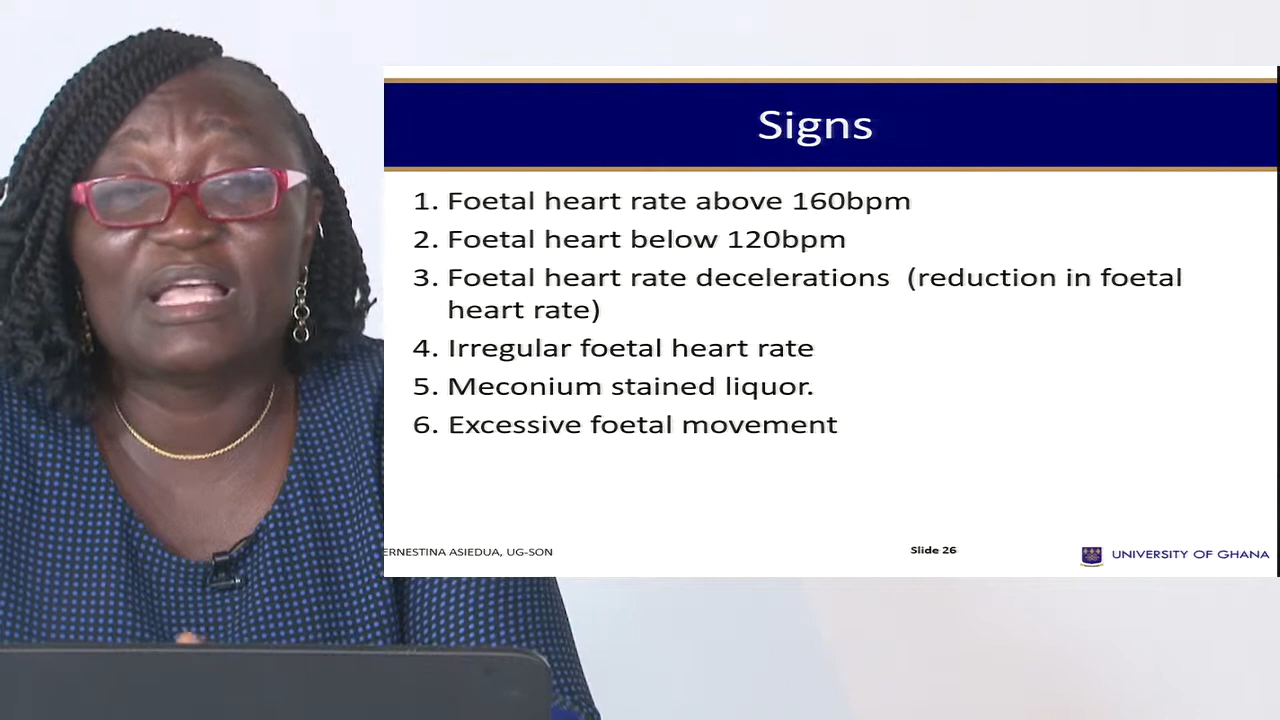 Signs
1. Foetal heart rate above 160bpm
2. Foetal heart below 120bpm
3. Foetal heart rate decelerations (reduction in foetal
heart rate)
4. Irregular foetal heart rate
5. Meconium stained liquor.
6. Excessive foetal movement
ERNESTINA ASIEDUA, UG-SON
Slide 26
UNIVERSITY OF GHANA